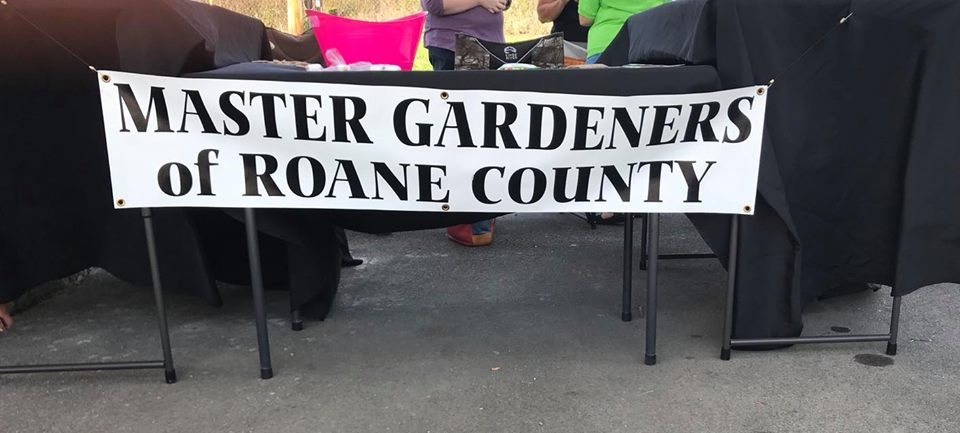 MASTER GARDENERS
of ROANE COUNTY